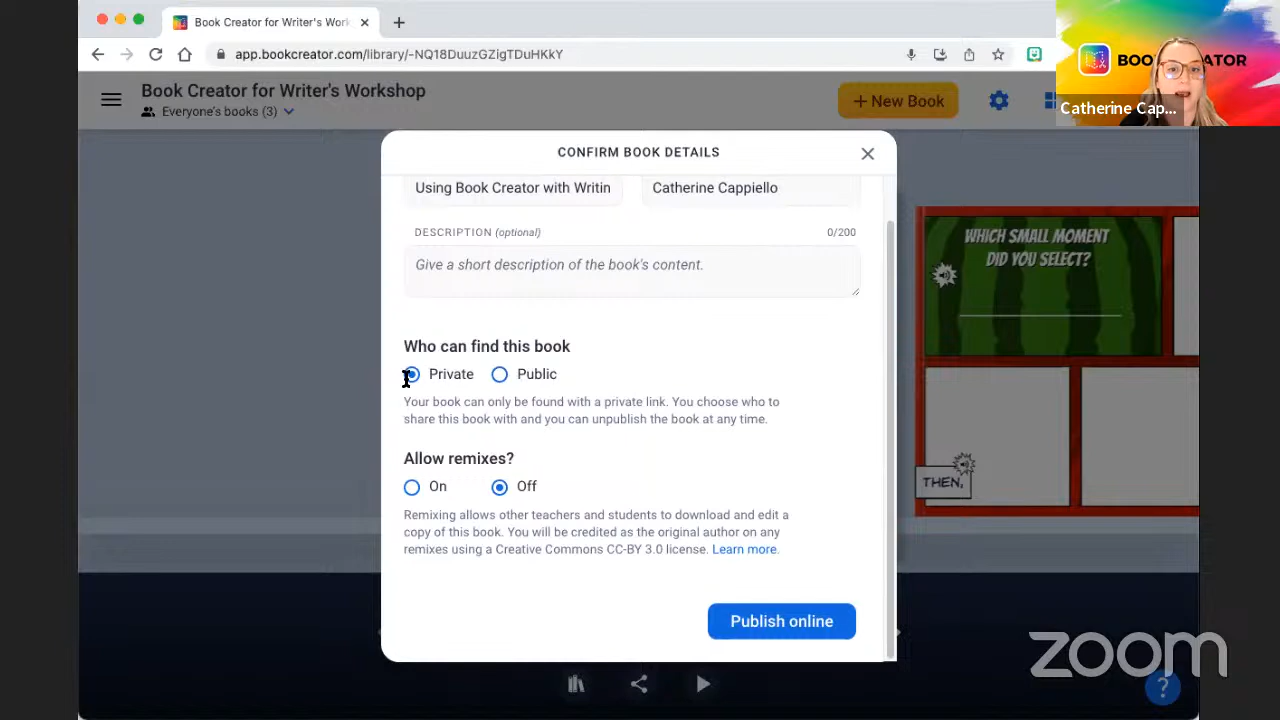 Book Creator for Writer's Work
app.bookcreator.com/library/-NQ18DuuzGZigTDuHKkY
Book Creator for Writer's Workshop
Everyone's books (3)
+ New Book
BOO
ATOR
Catherine Cap...
CONFIRM BOOK DETAILS
Using Book Creator with Writin
Catherine Cappiello
DESCRIPTION (optional)
0/200
Give a short description of the book's content.
Who can find this book
Private
Public
Your book can only be found with a private link. You choose who to
share this book with and you can unpublish the book at any time.
Allow remixes?
On
Off
Remixing allows other teachers and students to download and edit a
copy of this book. You will be credited as the original author on any
remixes using a Creative Commons CC-BY 3.0 license. Learn more.
Publish online
WHICH SMALL MOMENT
DID YOU SELECT?
THEN,
zoom
?